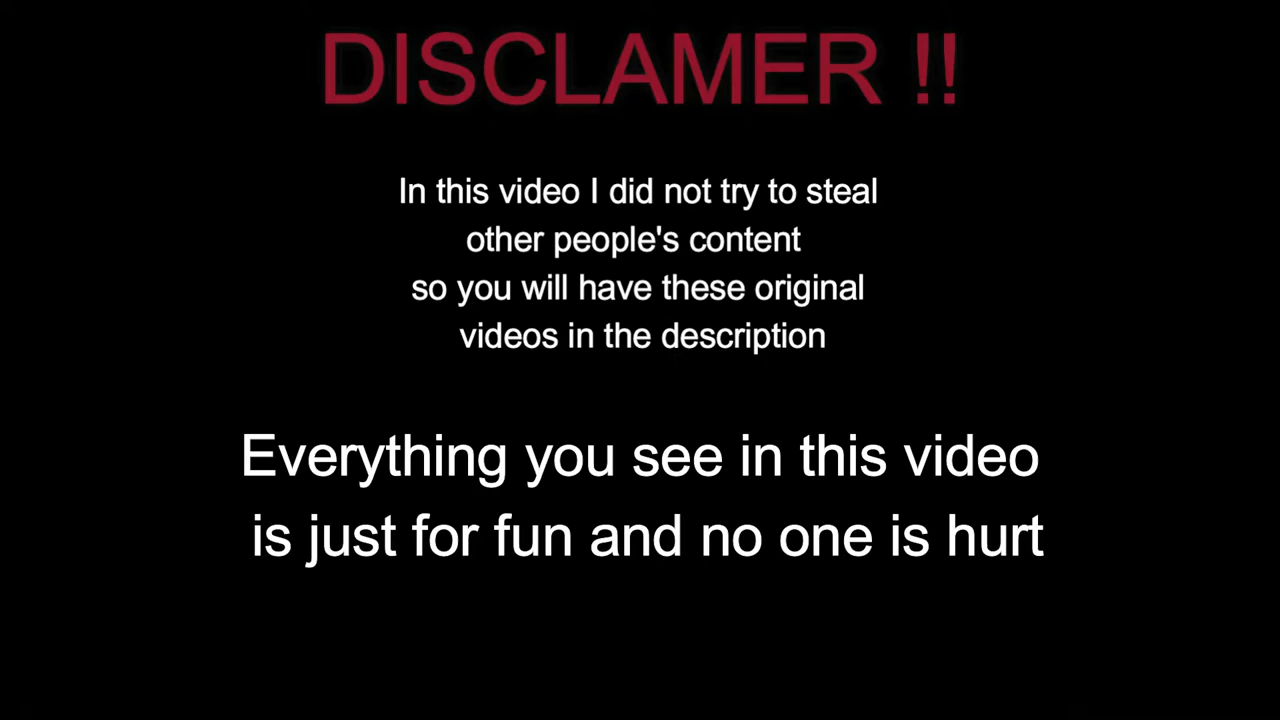 DISCLAMER !!
In this video I did not try to steal
other people's content
so you will have these original
videos in the description
Everything you see in this video
is just for fun and no one is hurt